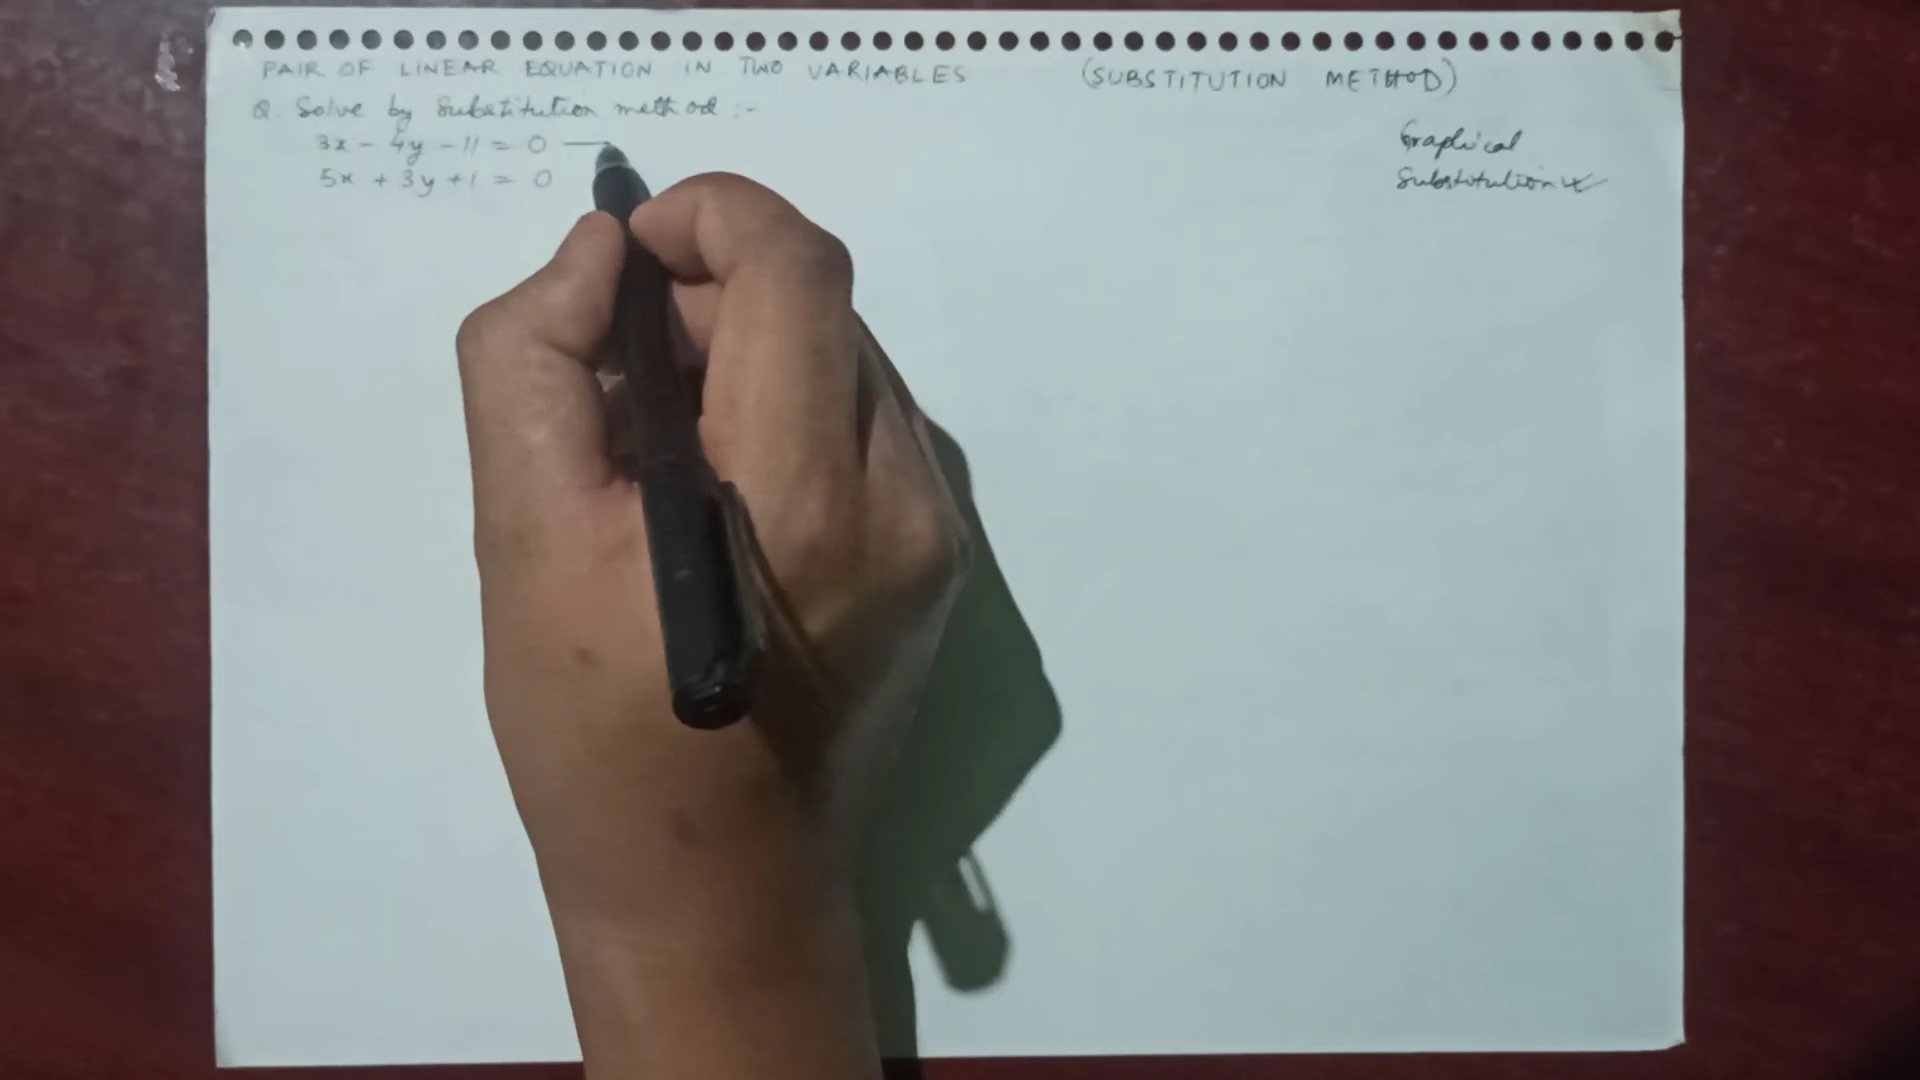 PAIR OF LINEAR EQUATION IN TWO VARIABLES (SUBSTITUTION METHOD)
Q. Solve by Substitution method :-
3x - 4y - 11 = 0 —
5x + 3y + 1 = 0
Graphical
Substitution ✓